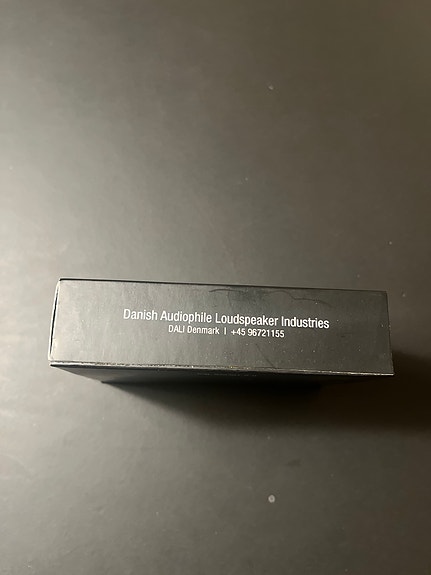 Danish Audiophile Loudspeaker Industries
DALI Denmark | +45 96721155